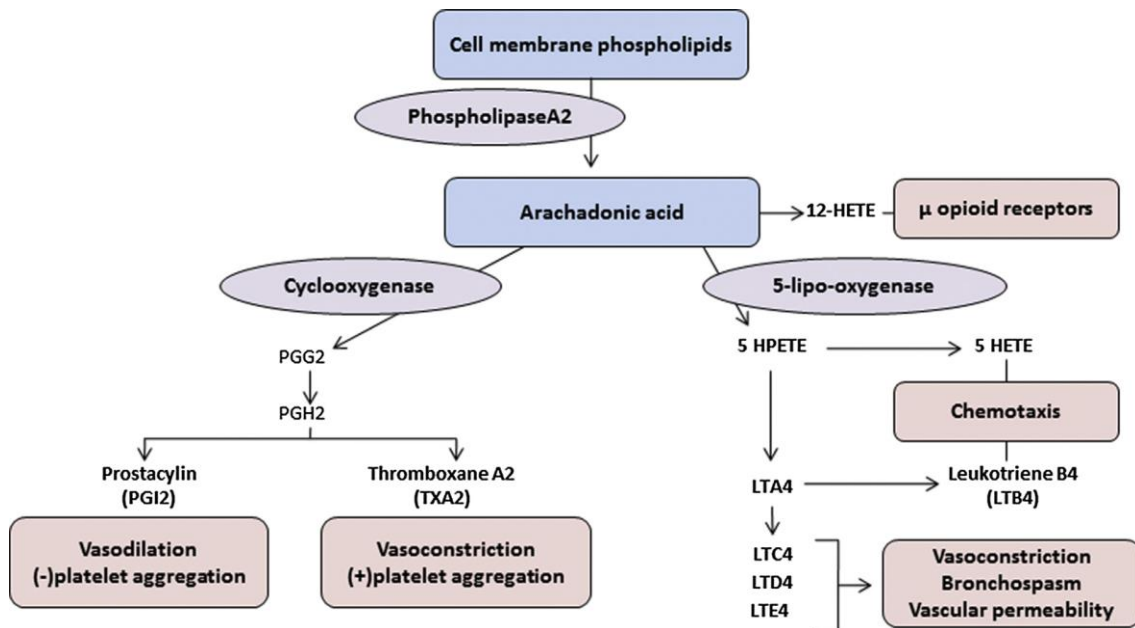 Cell membrane phospholipids
PhospholipaseA2
Arachadonic acid
12-HETE
µ opioid receptors
Cyclooxygenase
5-lipo-oxygenase
PGG2
5 HPETE
5 HETE
PGH2
Chemotaxis
Prostacylin
(PGI2)
Thromboxane A2
(TXA2)
LTA4
Leukotriene B4
(LTB4)
Vasodilation
(-)platelet aggregation
Vasoconstriction
(+)platelet aggregation
LTC4
LTD4
LTE4
Vasoconstriction
Bronchospasm
Vascular permeability